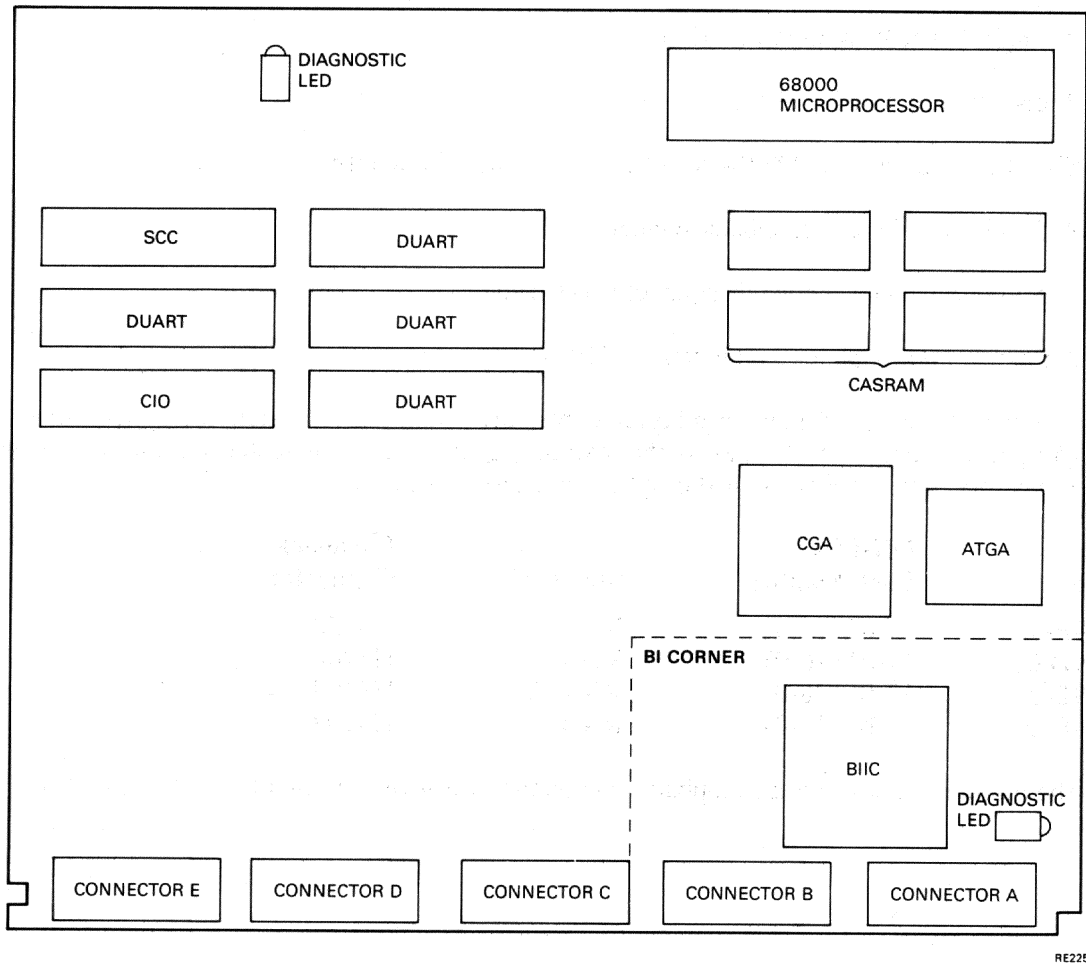 DIAGNOSTIC
LED
68000
MICROPROCESSOR
SCC
DUART
DUART
DUART
CIO
DUART
CASRAM
CGA
ATGA
BI CORNER
BIIC
DIAGNOSTIC
LED
CONNECTOR E
CONNECTOR D
CONNECTOR C
CONNECTOR B
CONNECTOR A